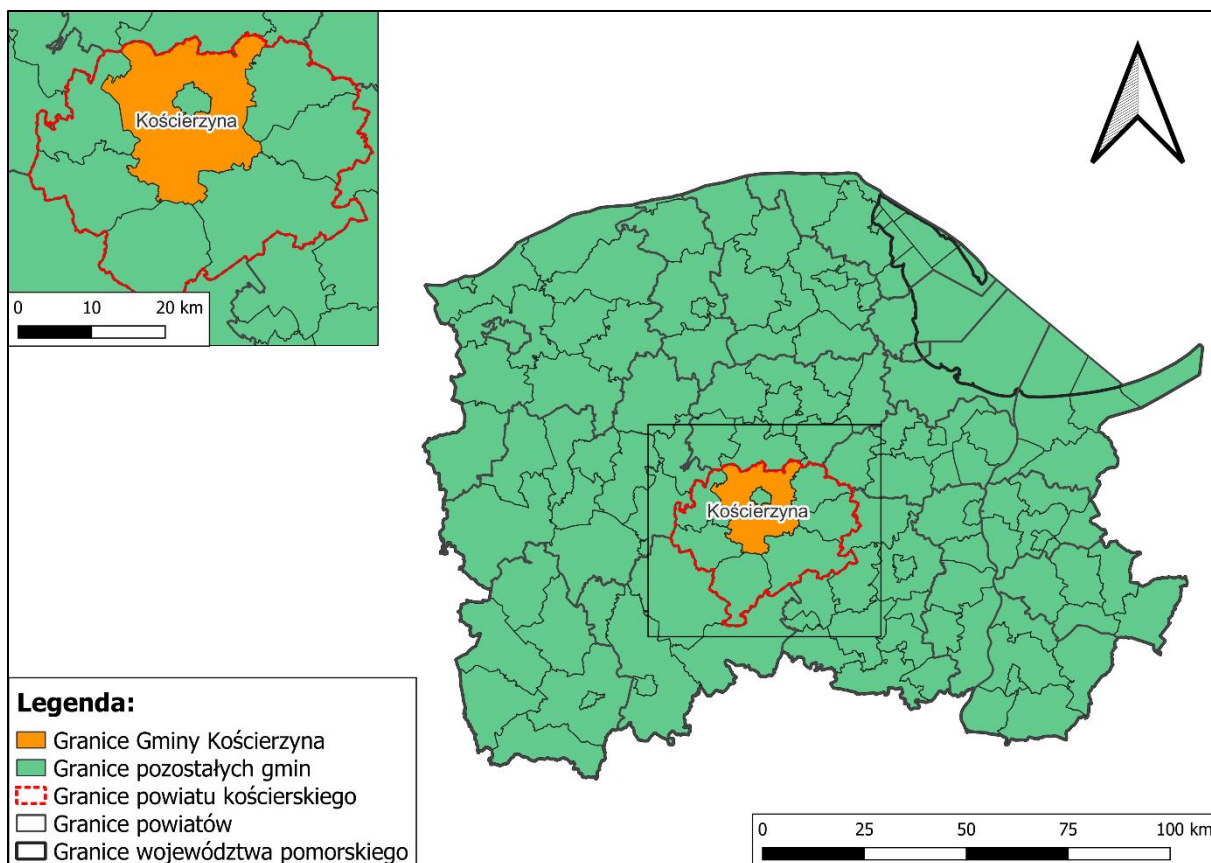 Kościerzyna
0 10 20 km
Kościerzyna
Legenda:
Granice Gminy Kościerzyna
Granice pozostałych gmin
Granice powiatu kościerskiego
Granice powiatów
Granice województwa pomorskiego
0 25 50 75 100 km